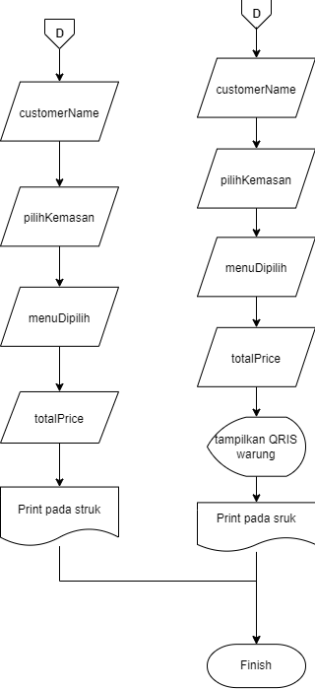 D
customerName
pilihKemasan
menuDipilih
totalPrice
Print pada struk
D
customerName
pilihKemasan
menuDipilih
totalPrice
tampilkan QRIS
warung
Print pada sruk
Finish